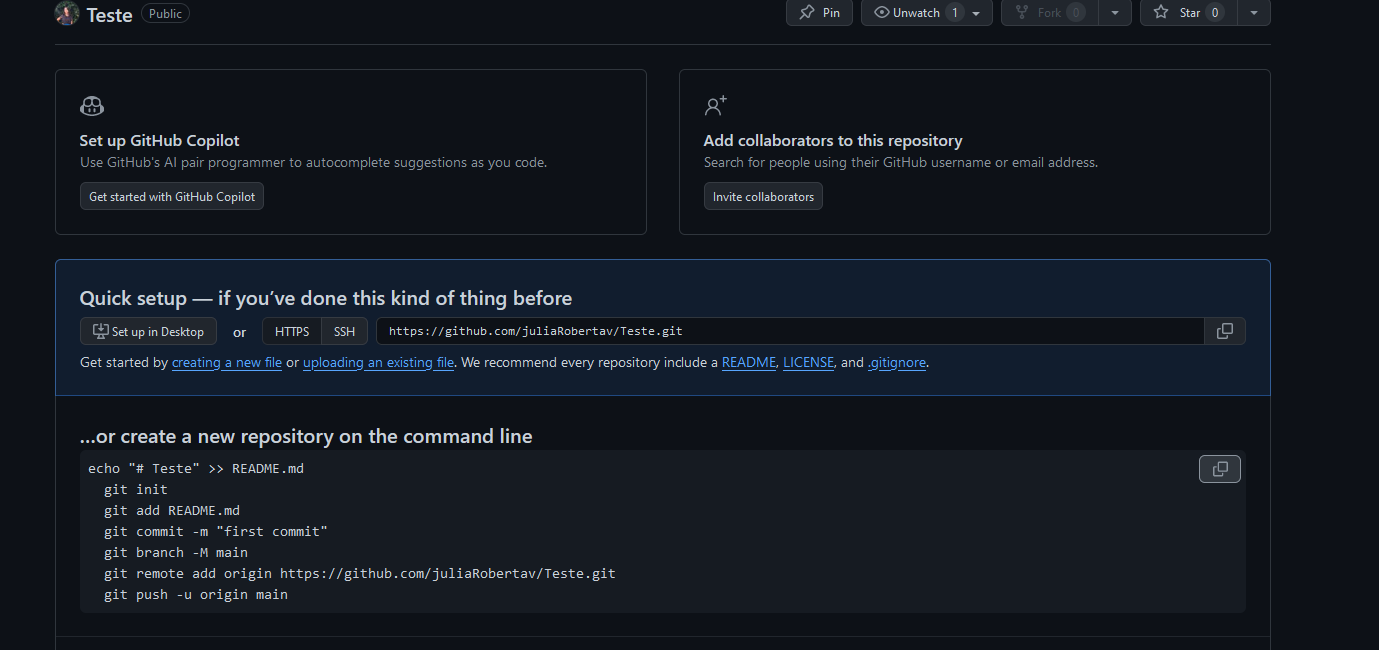 Teste Public Pin Unwatch 1 Fork 0 Star 0
Set up GitHub Copilot
Use GitHub's AI pair programmer to autocomplete suggestions as you code.
Get started with GitHub Copilot
Add collaborators to this repository
Search for people using their GitHub username or email address.
Invite collaborators
Quick setup — if you’ve done this kind of thing before
Set up in Desktop or HTTPS SSH https://github.com/juliaRobertav/Teste.git
Get started by creating a new file or uploading an existing file. We recommend every repository include a README, LICENSE, and .gitignore.
…or create a new repository on the command line
echo "# Teste" >> README.md
git init
git add README.md
git commit -m "first commit"
git branch -M main
git remote add origin https://github.com/juliaRobertav/Teste.git
git push -u origin main